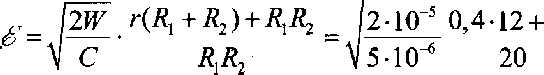 ℰ = √(2W/C) · (r(R₁ + R₂) + R₁R₂)/(R₁R₂) = √(2·10⁻⁵/5·10⁻⁶) (0,4·12 +)/20